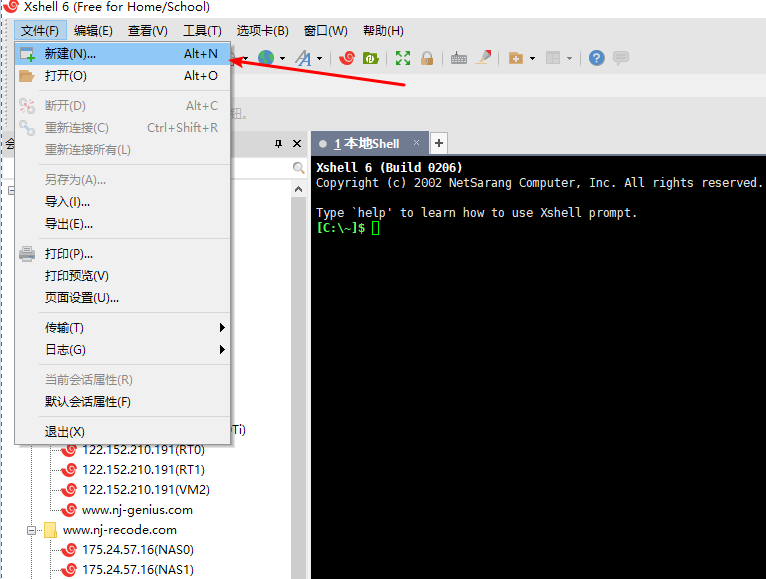 Xshell 6 (Free for Home/School)
文件(F) 编辑(E) 查看(V) 工具(T) 选项卡(B) 窗口(W) 帮助(H)
新建(N)... Alt+N
打开(O) Alt+O
断开(D) Alt+C
重新连接(C) Ctrl+Shift+R
重新连接所有(L)
另存为(A)...
导入(I)...
导出(E)...
打印(P)...
打印预览(V)
页面设置(U)...
传输(T)
日志(G)
当前会话属性(R)
默认会话属性(F)
退出(X)
钮。
会
Ti)
122.152.210.191(RT0)
122.152.210.191(RT1)
122.152.210.191(VM2)
www.nj-genius.com
www.nj-recode.com
175.24.57.16(NAS0)
175.24.57.16(NAS1)
1 本地Shell × +
Xshell 6 (Build 0206)
Copyright (c) 2002 NetSarang Computer, Inc. All rights reserved.
Type `help' to learn how to use Xshell prompt.
[C:\~]$